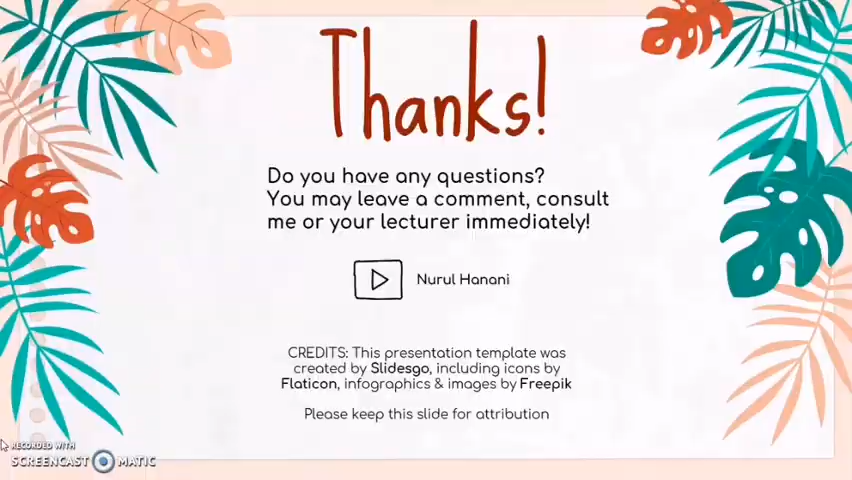 Thanks!
Do you have any questions?
You may leave a comment, consult
me or your lecturer immediately!
Nurul Hanani
CREDITS: This presentation template was
created by Slidesgo, including icons by
Flaticon, infographics & images by Freepik
Please keep this slide for attribution
RECORDED WITH
SCREENCAST MATIC